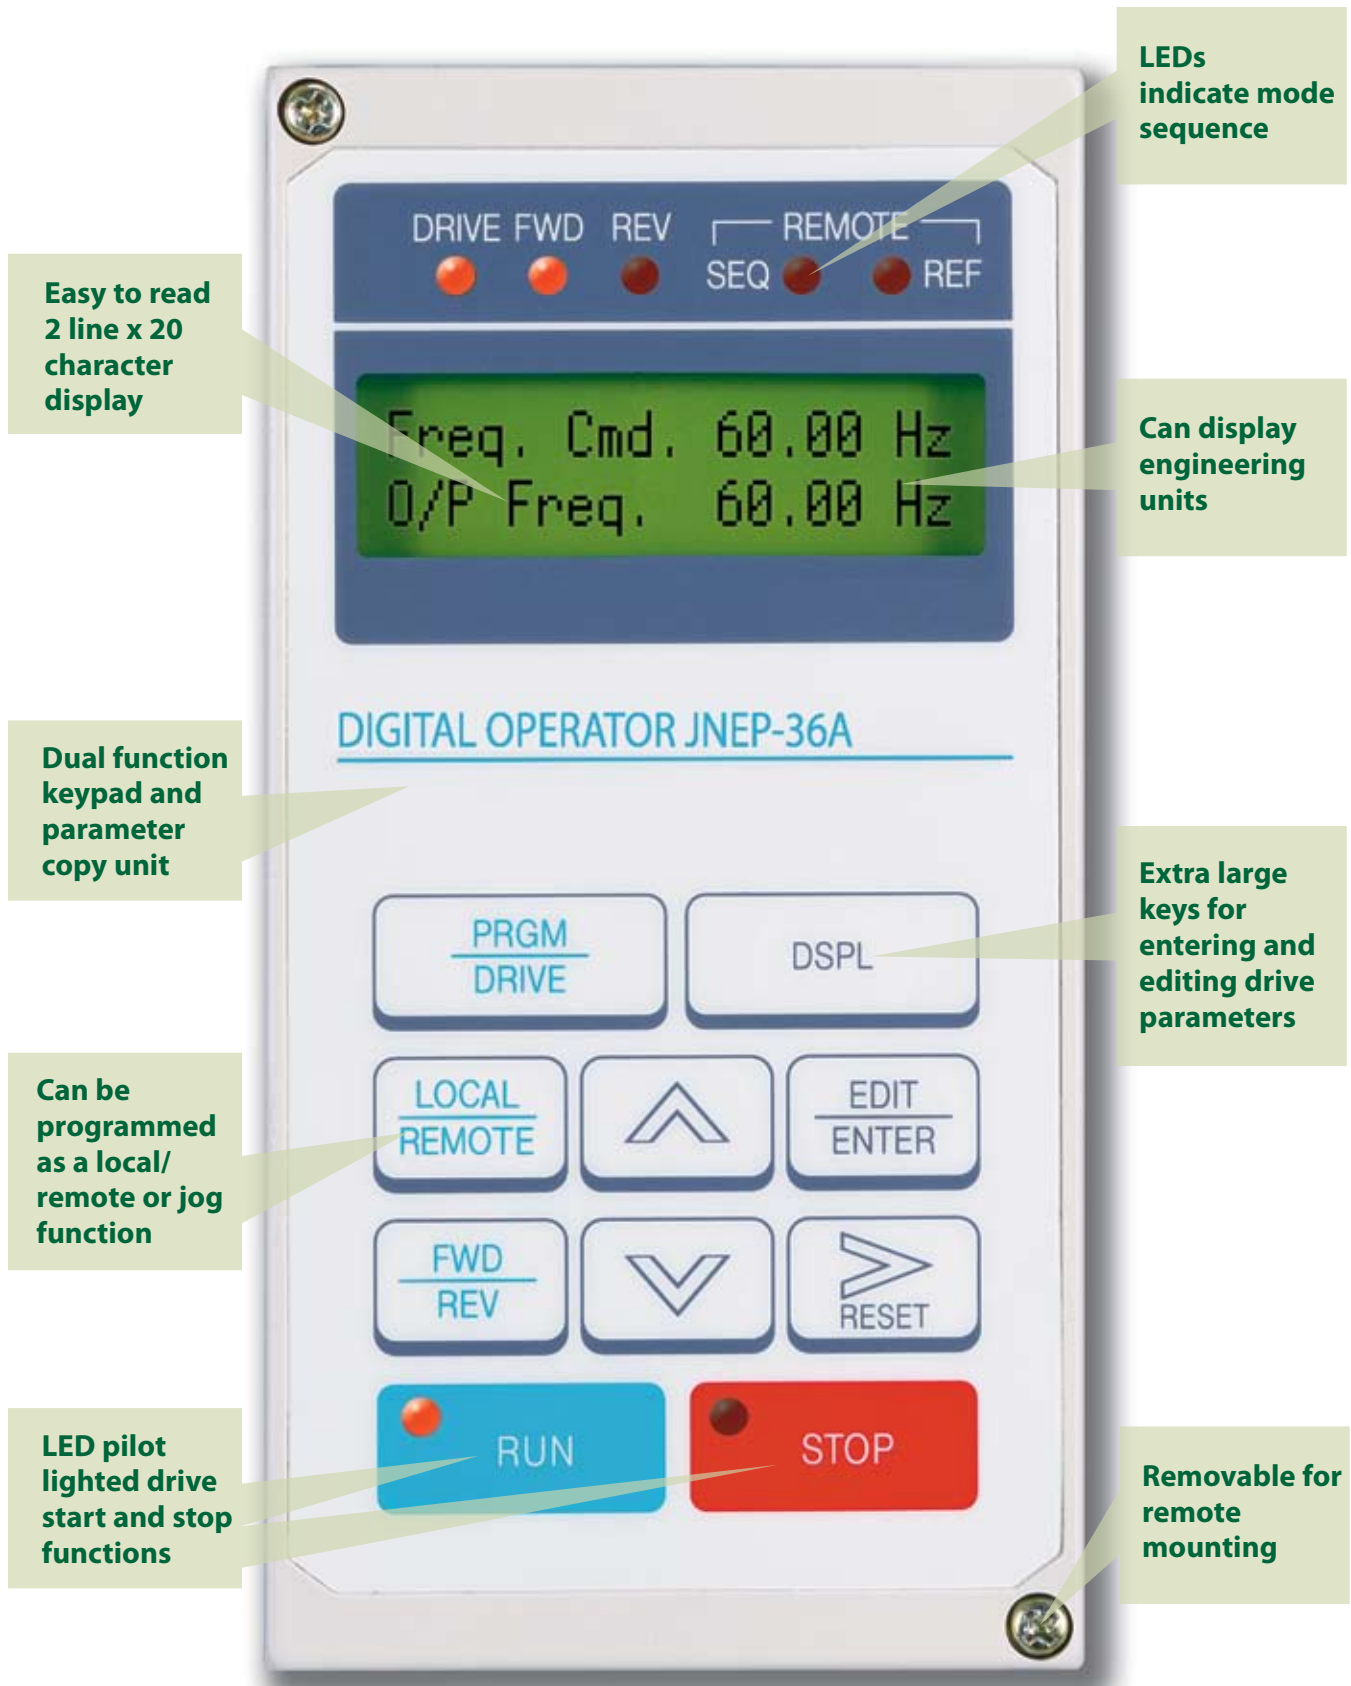 LEDs
indicate mode
sequence
DRIVE FWD REV REMOTE
SEQ REF
Easy to read
2 line x 20
character
display
Freq. Cmd. 60.00 Hz
O/P Freq. 60.00 Hz
Can display
engineering
units
DIGITAL OPERATOR JNEP-36A
Dual function
keypad and
parameter
copy unit
PRGM
DRIVE
DSPL
Extra large
keys for
entering and
editing drive
parameters
Can be
programmed
as a local/
remote or jog
function
LOCAL
REMOTE
EDIT
ENTER
FWD
REV
RESET
LED pilot
lighted drive
start and stop
functions
RUN
STOP
Removable for
remote
mounting